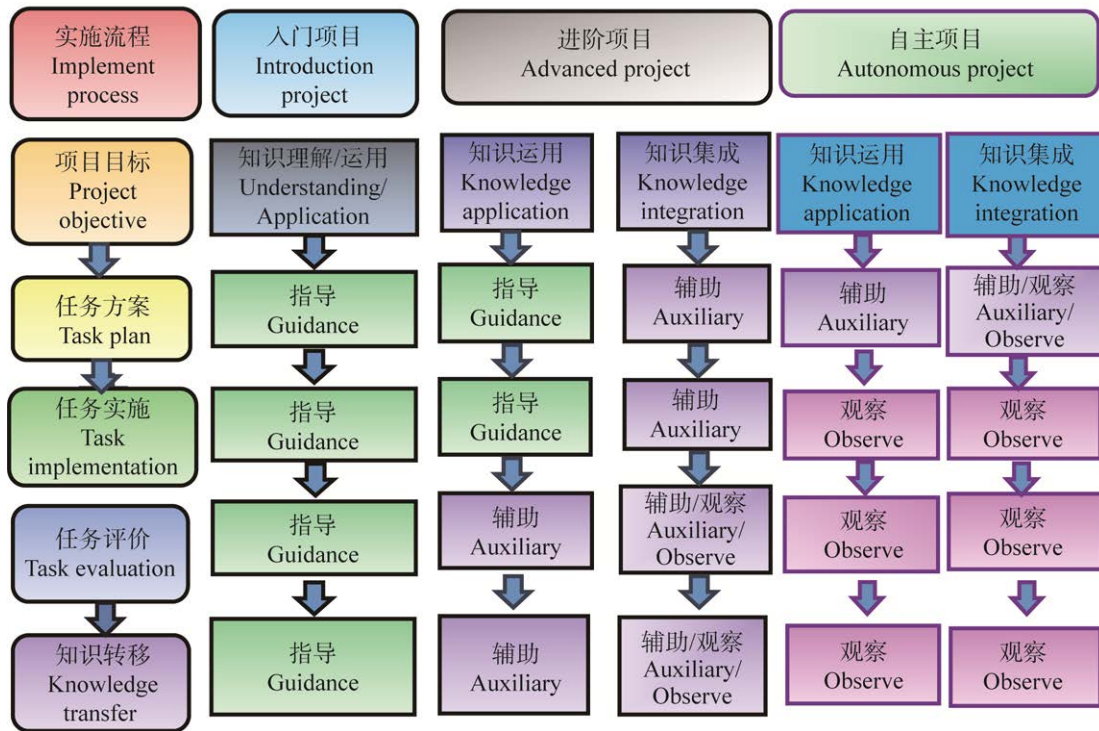 实施流程
Implement
process
入门项目
Introduction
project
进阶项目
Advanced project
自主项目
Autonomous project
项目目标
Project
objective
知识理解/运用
Understanding/
Application
知识运用
Knowledge
application
知识集成
Knowledge
integration
知识运用
Knowledge
application
知识集成
Knowledge
integration
任务方案
Task plan
指导
Guidance
指导
Guidance
辅助
Auxiliary
辅助
Auxiliary
辅助/观察
Auxiliary/
Observe
任务实施
Task
implementation
指导
Guidance
指导
Guidance
辅助
Auxiliary
观察
Observe
观察
Observe
任务评价
Task evaluation
指导
Guidance
辅助
Auxiliary
辅助/观察
Auxiliary/
Observe
观察
Observe
观察
Observe
知识转移
Knowledge
transfer
指导
Guidance
辅助
Auxiliary
辅助/观察
Auxiliary/
Observe
观察
Observe
观察
Observe